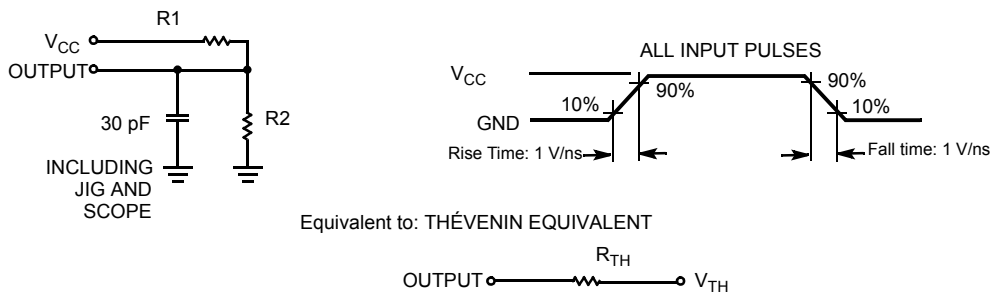 R1
VCC
OUTPUT
30 pF
R2
INCLUDING
JIG AND
SCOPE
ALL INPUT PULSES
VCC
90%
90%
10%
10%
GND
Rise Time: 1 V/ns
Fall time: 1 V/ns
Equivalent to: THÉVENIN EQUIVALENT
RTH
OUTPUT
VTH